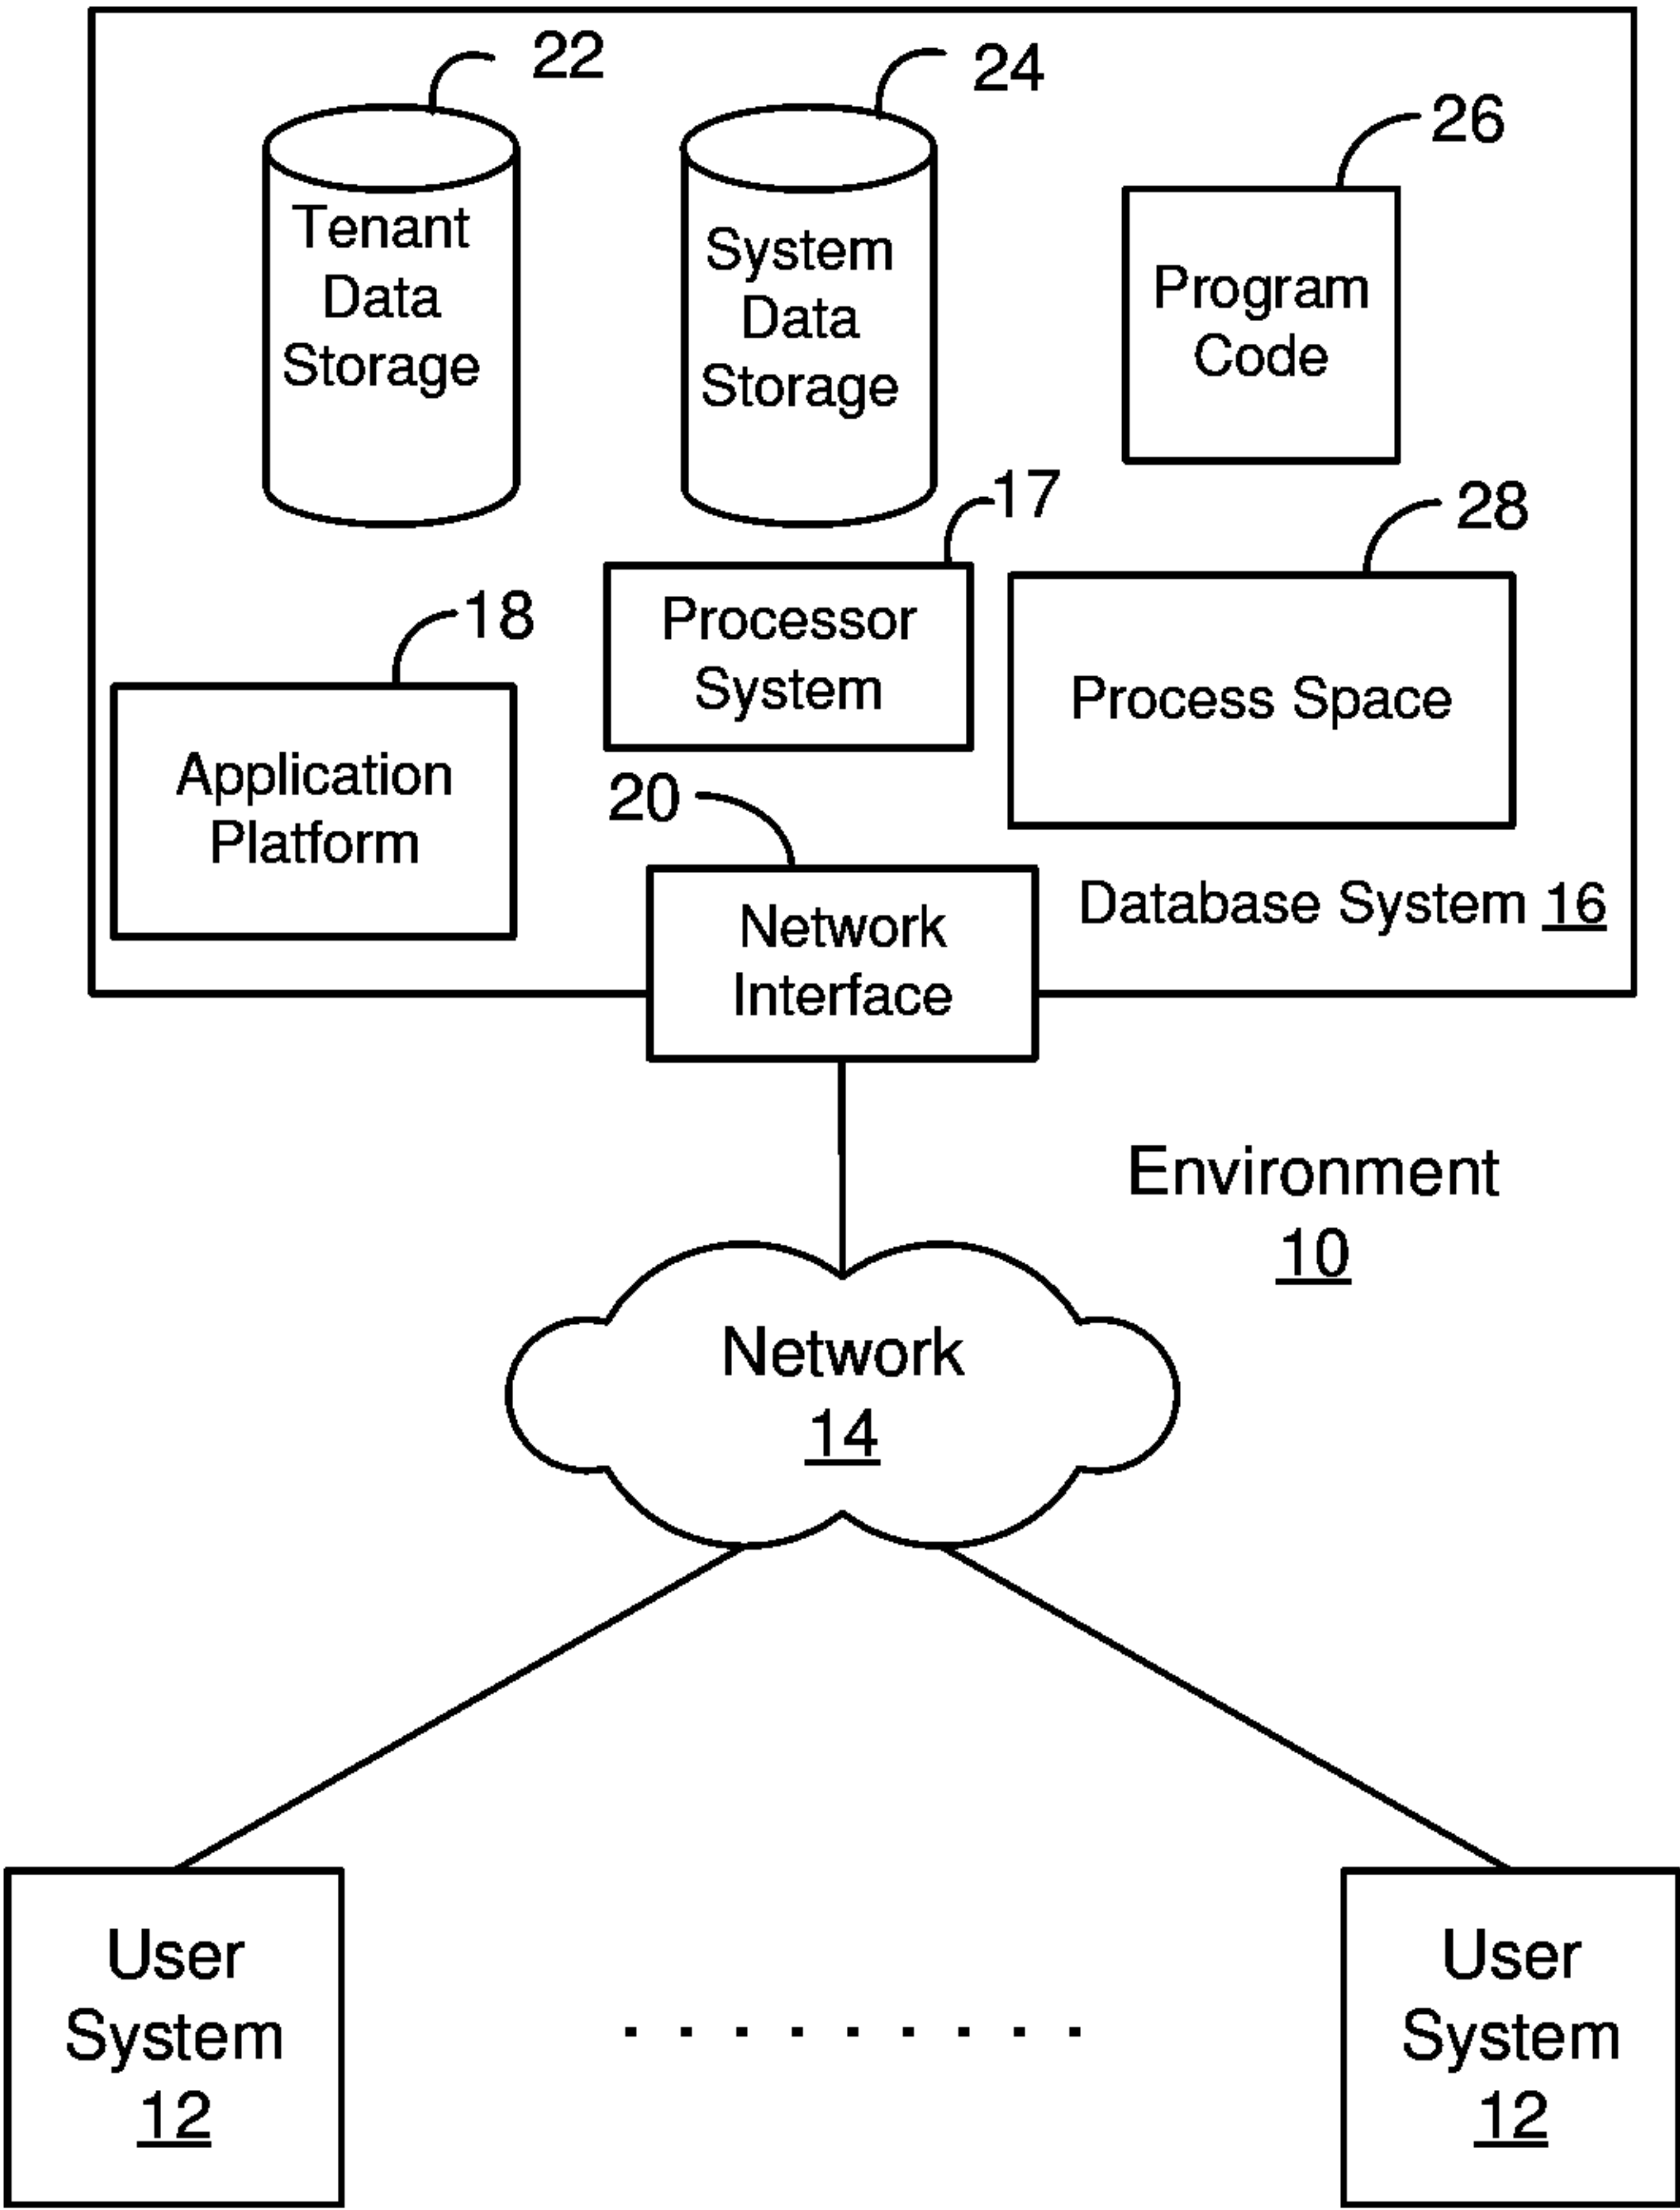 22
24
26
Tenant
Data
Storage
System
Data
Storage
Program
Code
17
28
18
Processor
System
Process Space
Application
Platform
20
Network
Interface
Database System 16
Environment
10
Network
14
User
System
12
. . . . . . . . .
User
System
12